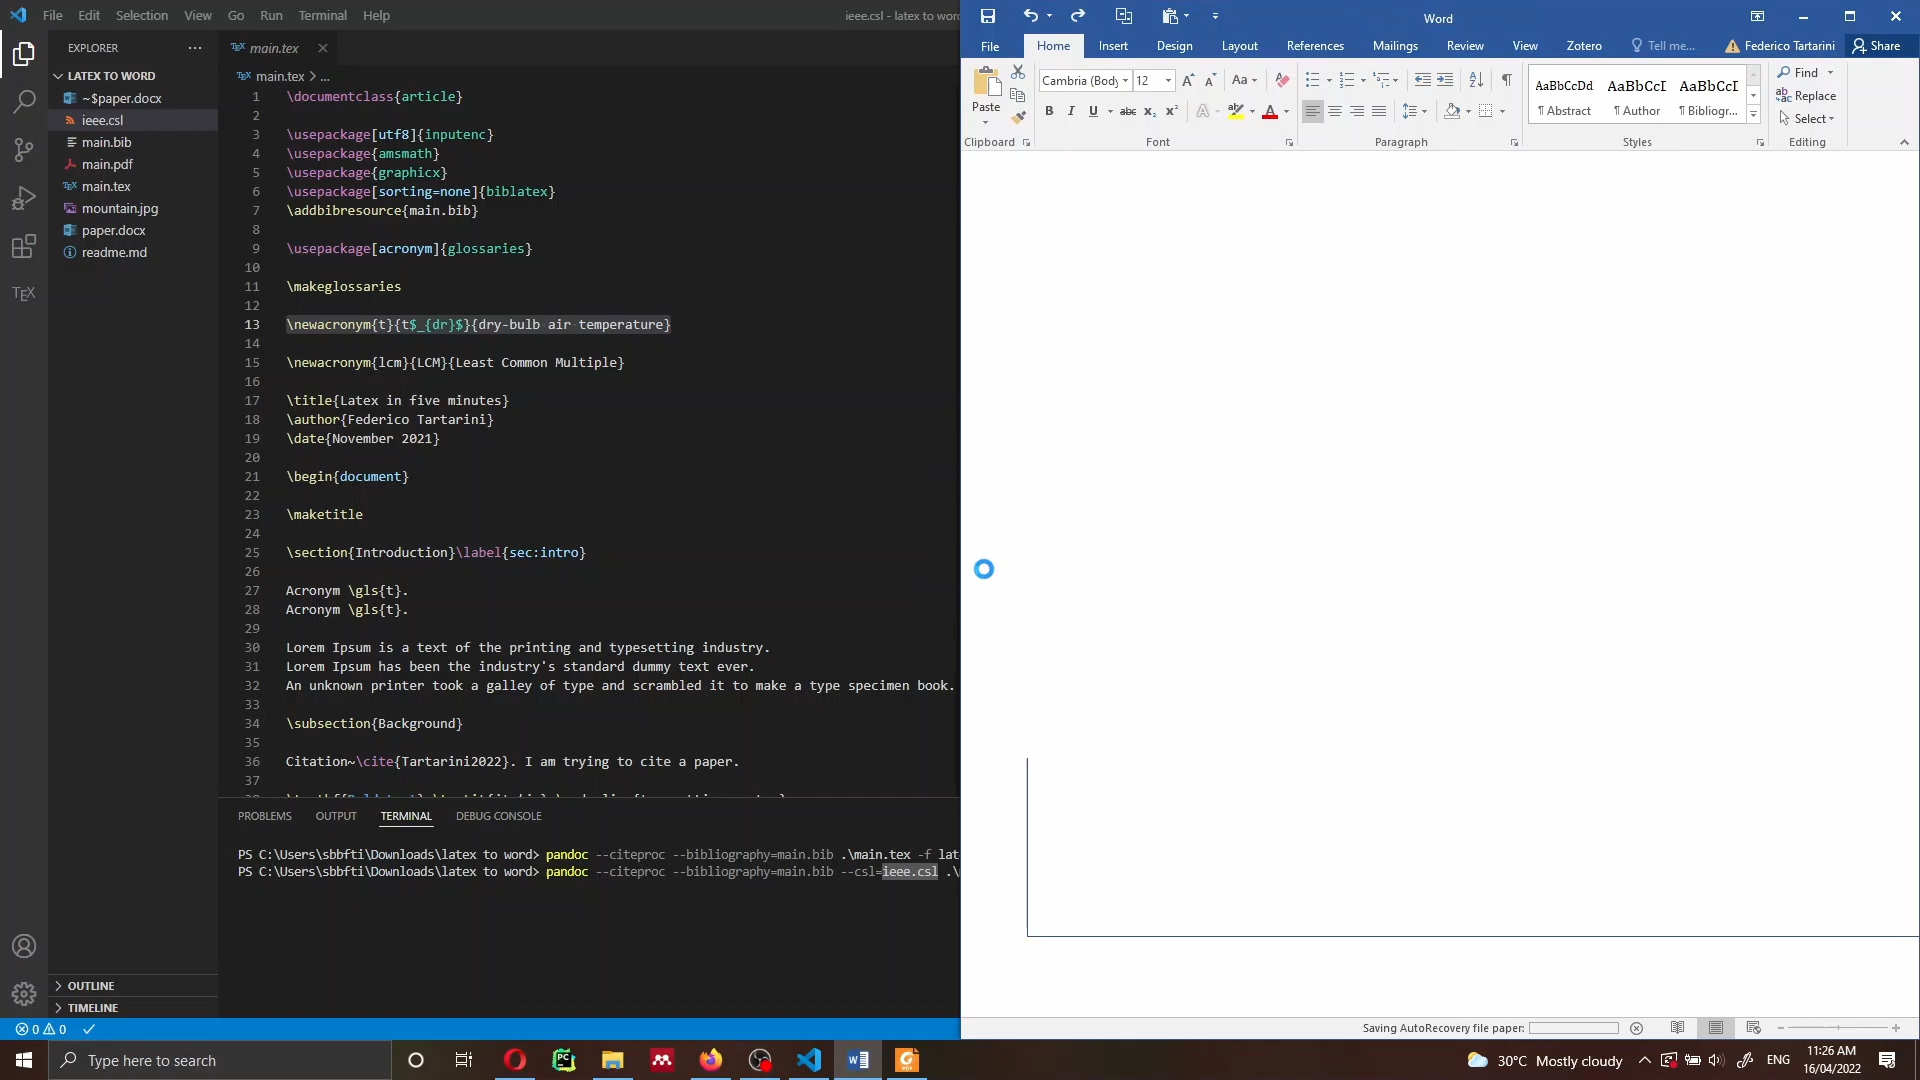 File Edit Selection View Go Run Terminal Help
ieee.csl - latex to word
EXPLORER
LATEX TO WORD
~$paper.docx
ieee.csl
main.bib
main.pdf
main.tex
mountain.jpg
paper.docx
readme.md
OUTLINE
TIMELINE
TEX main.tex
TEX main.tex > ...
1 \documentclass{article}
2
3 \usepackage[utf8]{inputenc}
4 \usepackage{amsmath}
5 \usepackage{graphicx}
6 \usepackage[sorting=none]{biblatex}
7 \addbibresource{main.bib}
8
9 \usepackage[acronym]{glossaries}
10
11 \makeglossaries
12
13 \newacronym{t}{t$_{dr}$}{dry-bulb air temperature}
14
15 \newacronym{lcm}{LCM}{Least Common Multiple}
16
17 \title{Latex in five minutes}
18 \author{Federico Tartarini}
19 \date{November 2021}
20
21 \begin{document}
22
23 \maketitle
24
25 \section{Introduction}\label{sec:intro}
26
27 Acronym \gls{t}.
28 Acronym \gls{t}.
29
30 Lorem Ipsum is a text of the printing and typesetting industry.
31 Lorem Ipsum has been the industry's standard dummy text ever.
32 An unknown printer took a galley of type and scrambled it to make a type specimen book.
33
34 \subsection{Background}
35
36 Citation~\cite{Tartarini2022}. I am trying to cite a paper.
37
PROBLEMS OUTPUT TERMINAL DEBUG CONSOLE
PS C:\Users\sbbfti\Downloads\latex to word> pandoc --citeproc --bibliography=main.bib .\main.tex -f lat
PS C:\Users\sbbfti\Downloads\latex to word> pandoc --citeproc --bibliography=main.bib --csl=ieee.csl .\
0 0
Word
File Home Insert Design Layout References Mailings Review View Zotero Tell me... Federico Tartarini Share
Paste
Cambria (Body 12
Aa
B I U abc x₂ x²
A
AaBbCcDd AaBbCcI AaBbCcI
¶ Abstract ¶ Author ¶ Bibliogr...
Find
Replace
Select
Clipboard Font Paragraph Styles Editing
Saving AutoRecovery file paper:
Type here to search
30°C Mostly cloudy
ENG
11:26 AM
16/04/2022